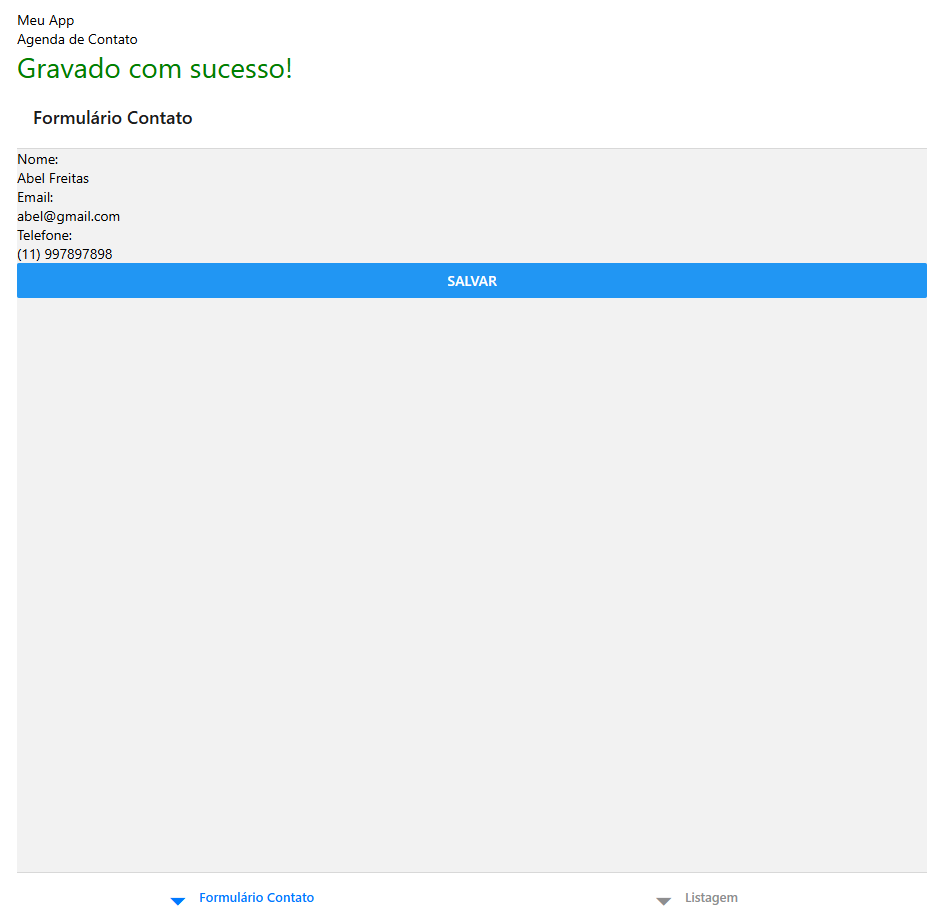 Meu App
Agenda de Contato
Gravado com sucesso!
Formulário Contato
Nome:
Abel Freitas
Email:
abel@gmail.com
Telefone:
(11) 997897898
SALVAR
Formulário Contato
Listagem